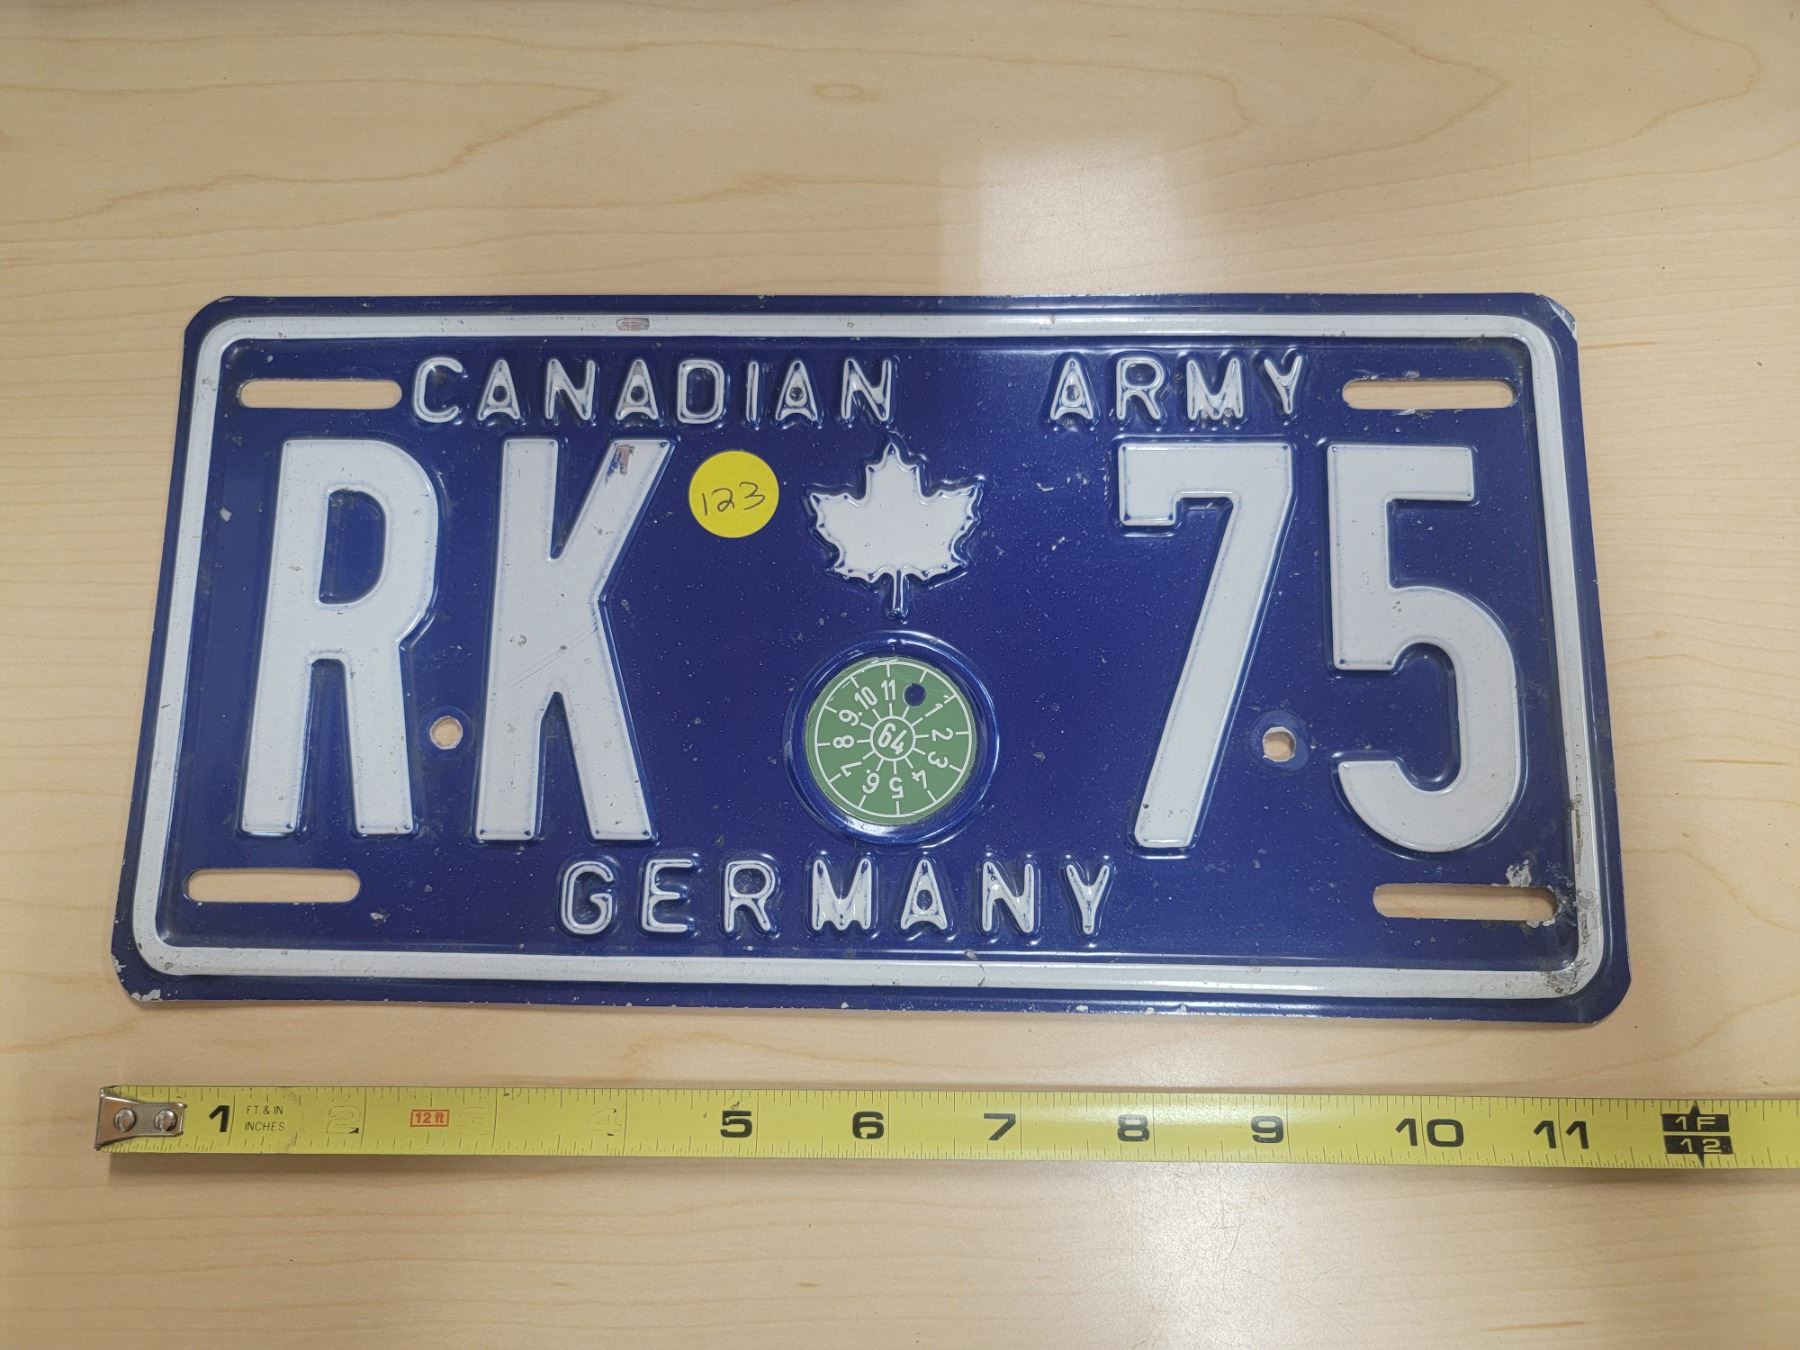 CANADIAN ARMY
RK 75
123
11 1 2 3 4 5 6 7 8 9 10
64
GERMANY
1 FT. & IN INCHES 2 12 ft 3 4 5 6 7 8 9 10 11 1F 12